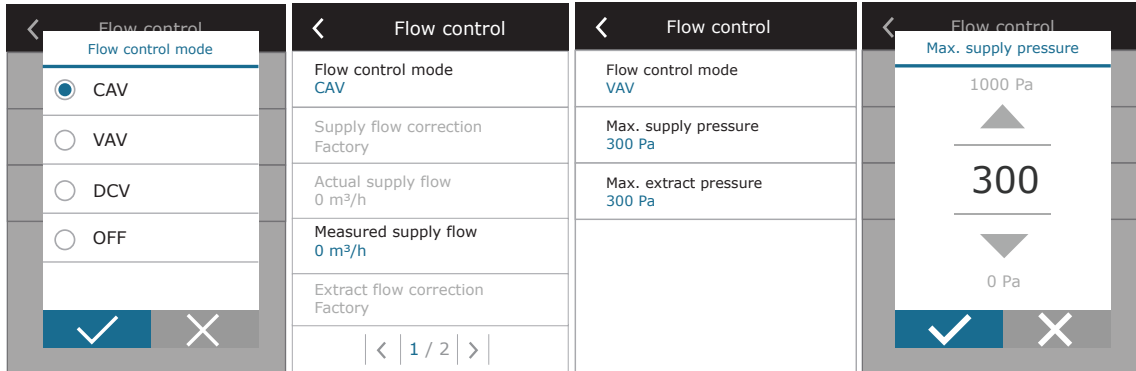 Flow control
Flow control mode
CAV
VAV
DCV
OFF
Flow control
Flow control mode
CAV
Supply flow correction
Factory
Actual supply flow
0 m³/h
Measured supply flow
0 m³/h
Extract flow correction
Factory
1 / 2
Flow control
Flow control mode
VAV
Max. supply pressure
300 Pa
Max. extract pressure
300 Pa
Flow control
Max. supply pressure
1000 Pa
300
0 Pa